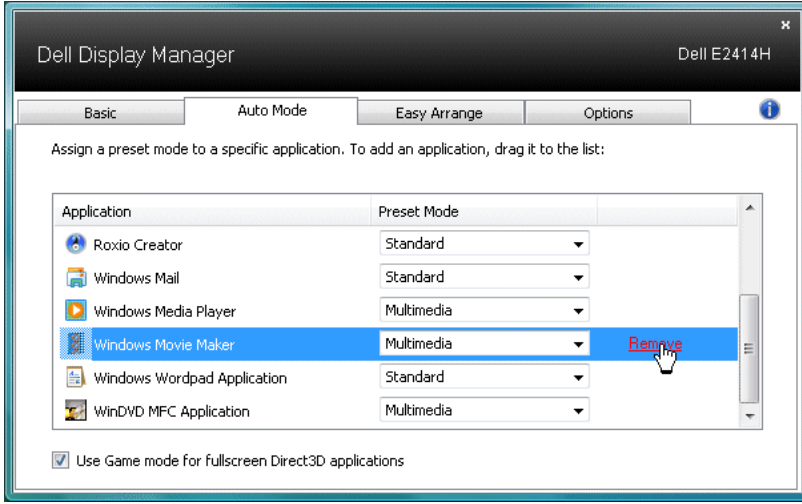 x
Dell Display Manager Dell E2414H
Basic Auto Mode Easy Arrange Options i
Assign a preset mode to a specific application. To add an application, drag it to the list:
Application Preset Mode
Roxio Creator Standard
Windows Mail Standard
Windows Media Player Multimedia
Windows Movie Maker Multimedia Remove
Windows Wordpad Application Standard
WinDVD MFC Application Multimedia
Use Game mode for fullscreen Direct3D applications